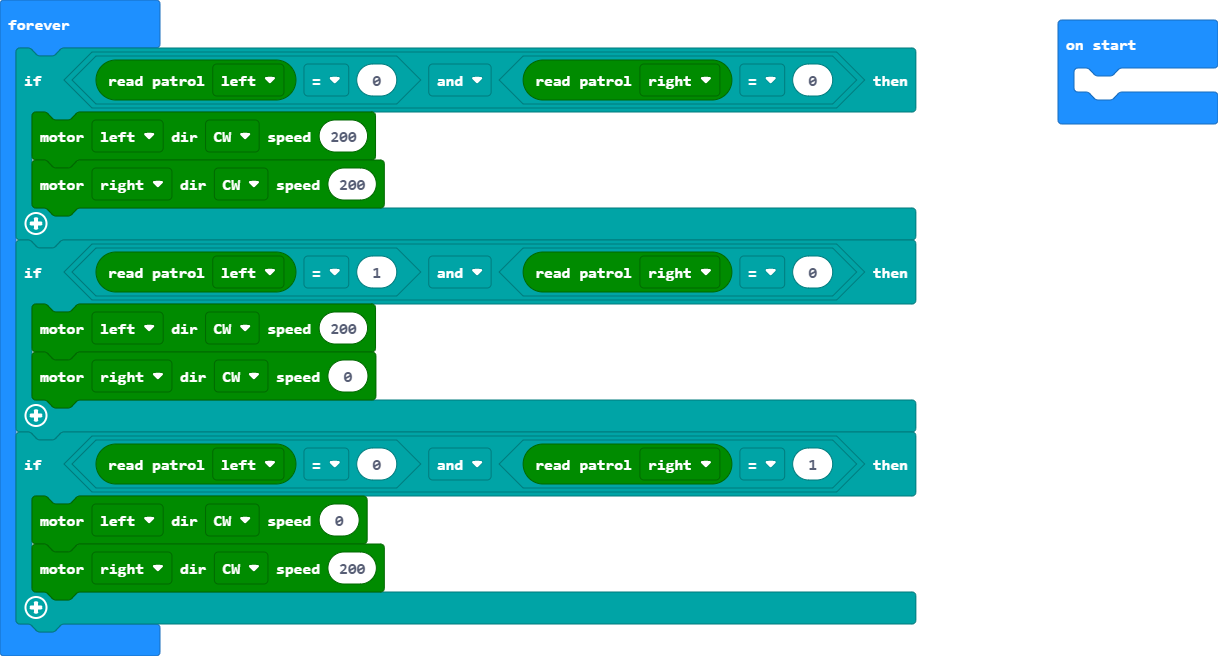 forever
on start
if read patrol left = 0 and read patrol right = 0 then
motor left dir CW speed 200
motor right dir CW speed 200
if read patrol left = 1 and read patrol right = 0 then
motor left dir CW speed 200
motor right dir CW speed 0
if read patrol left = 0 and read patrol right = 1 then
motor left dir CW speed 0
motor right dir CW speed 200